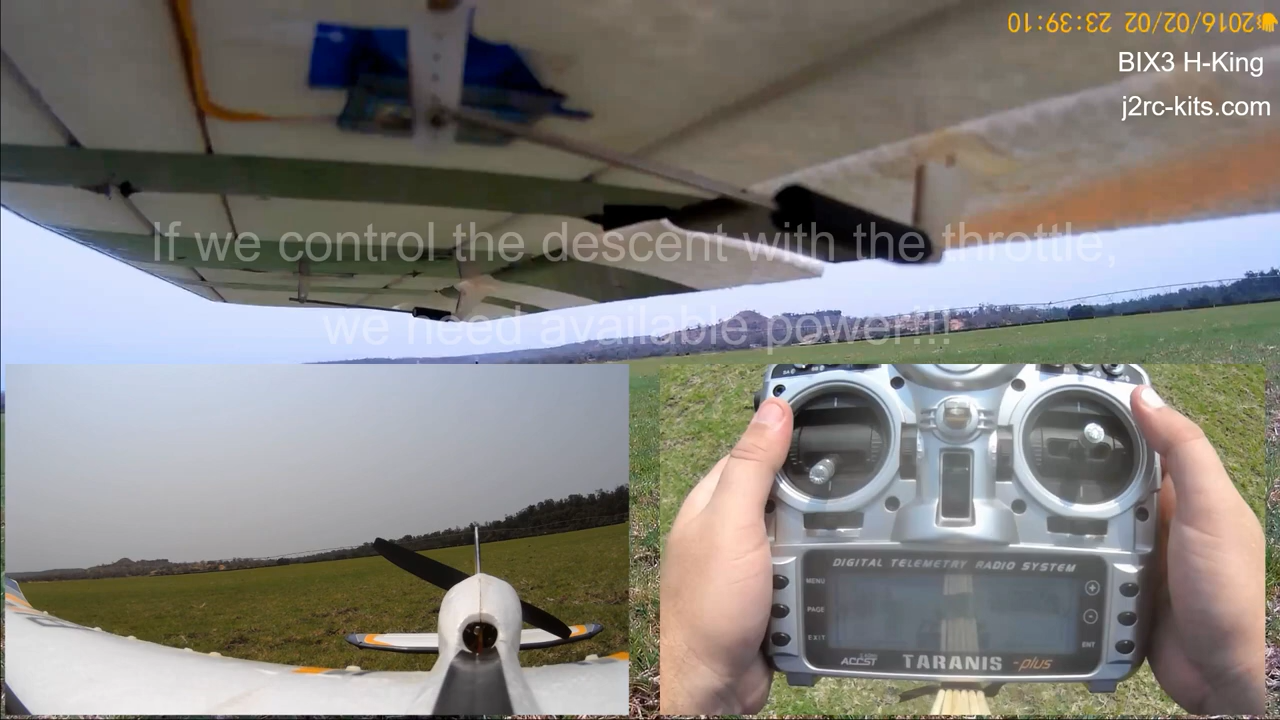 2016/02/02 23:39:10
BIX3 H-King
j2rc-kits.com
If we control the descent with the throttle,
we need available power!!!
MENU
PAGE
EXIT
DIGITAL TELEMETRY RADIO SYSTEM
+
-
ENT
ACCST
TARANIS -plus